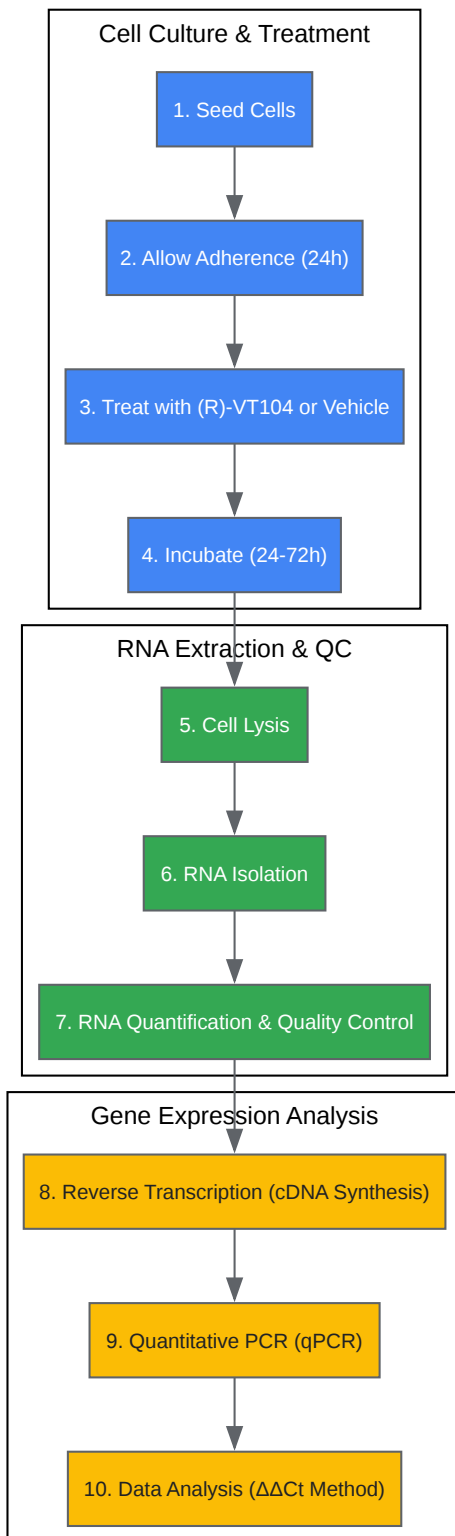 Cell Culture & Treatment
1. Seed Cells
2. Allow Adherence (24h)
3. Treat with (R)-VT104 or Vehicle
4. Incubate (24-72h)
RNA Extraction & QC
5. Cell Lysis
6. RNA Isolation
7. RNA Quantification & Quality Control
Gene Expression Analysis
8. Reverse Transcription (cDNA Synthesis)
9. Quantitative PCR (qPCR)
10. Data Analysis (ΔΔCt Method)